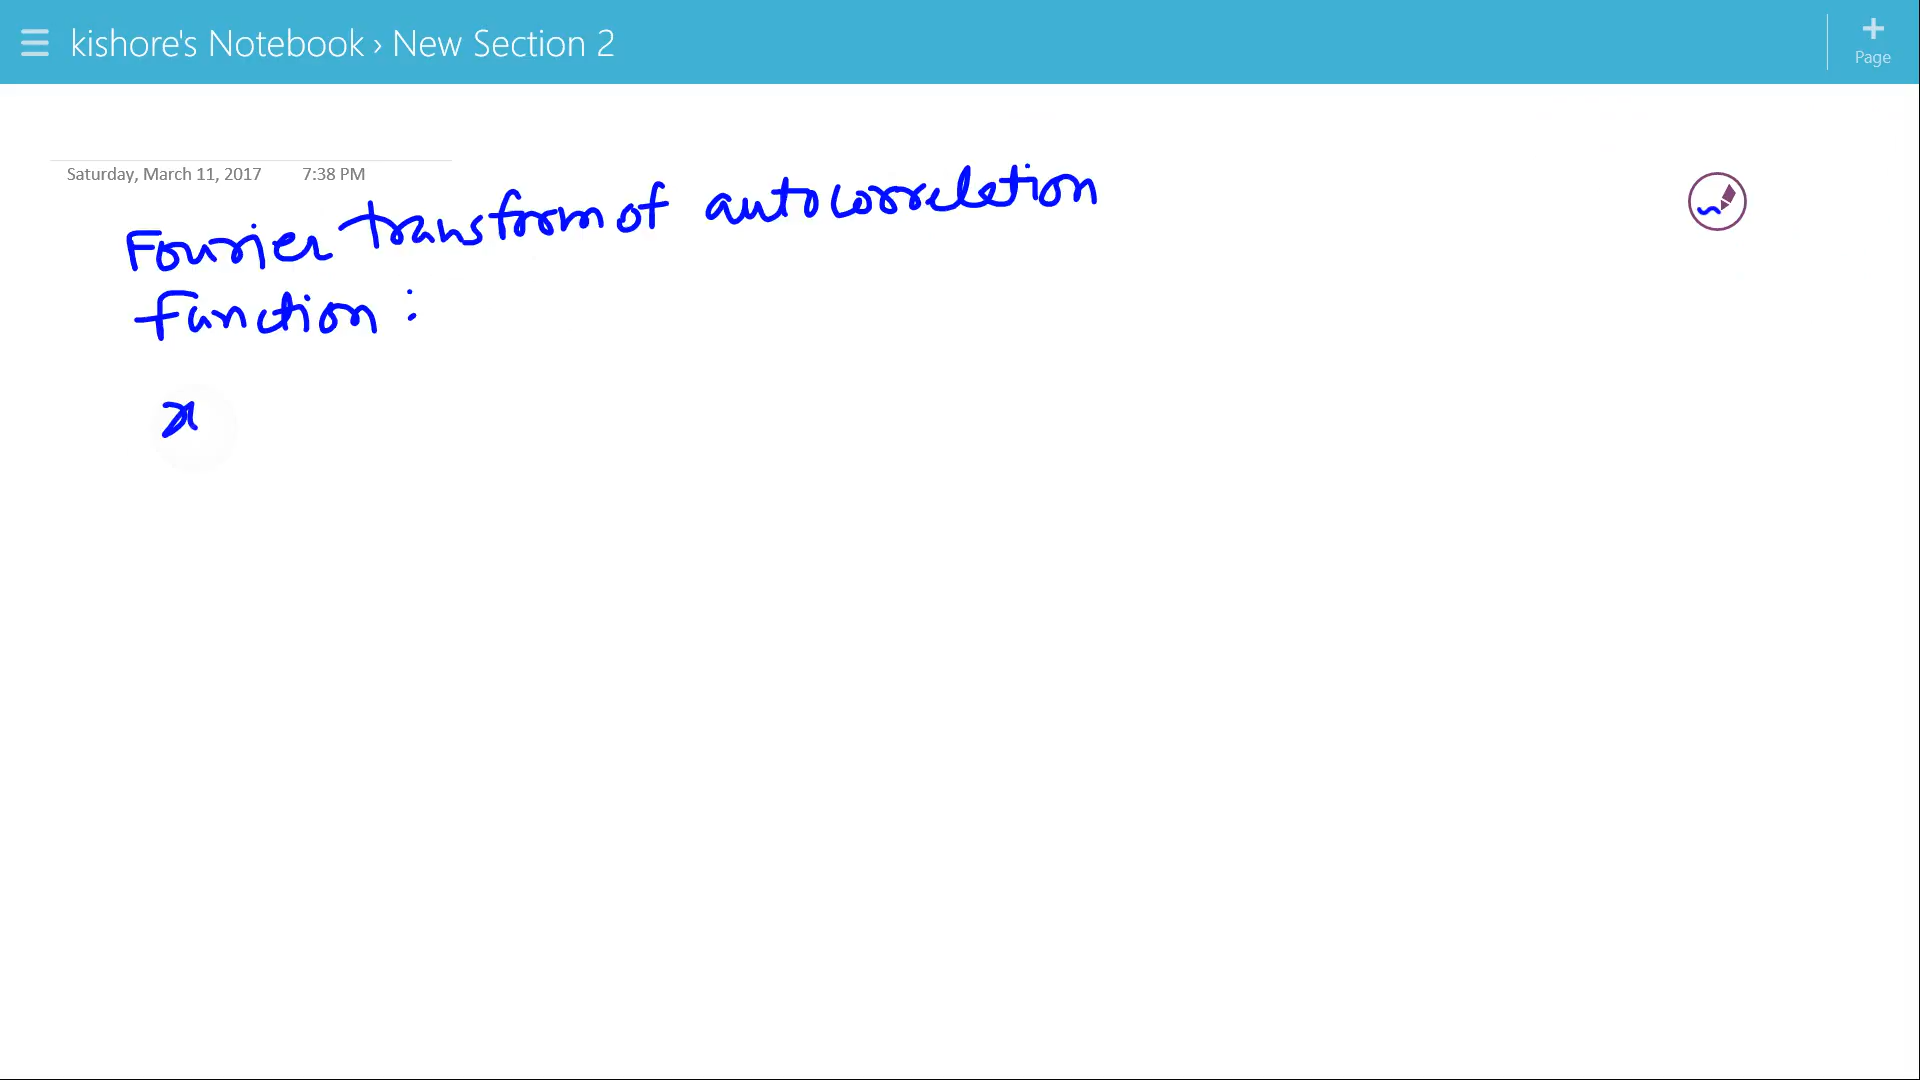 kishore's Notebook › New Section 2
Page
Saturday, March 11, 2017 7:38 PM
Fourier transform of autocorrelation
function :
x